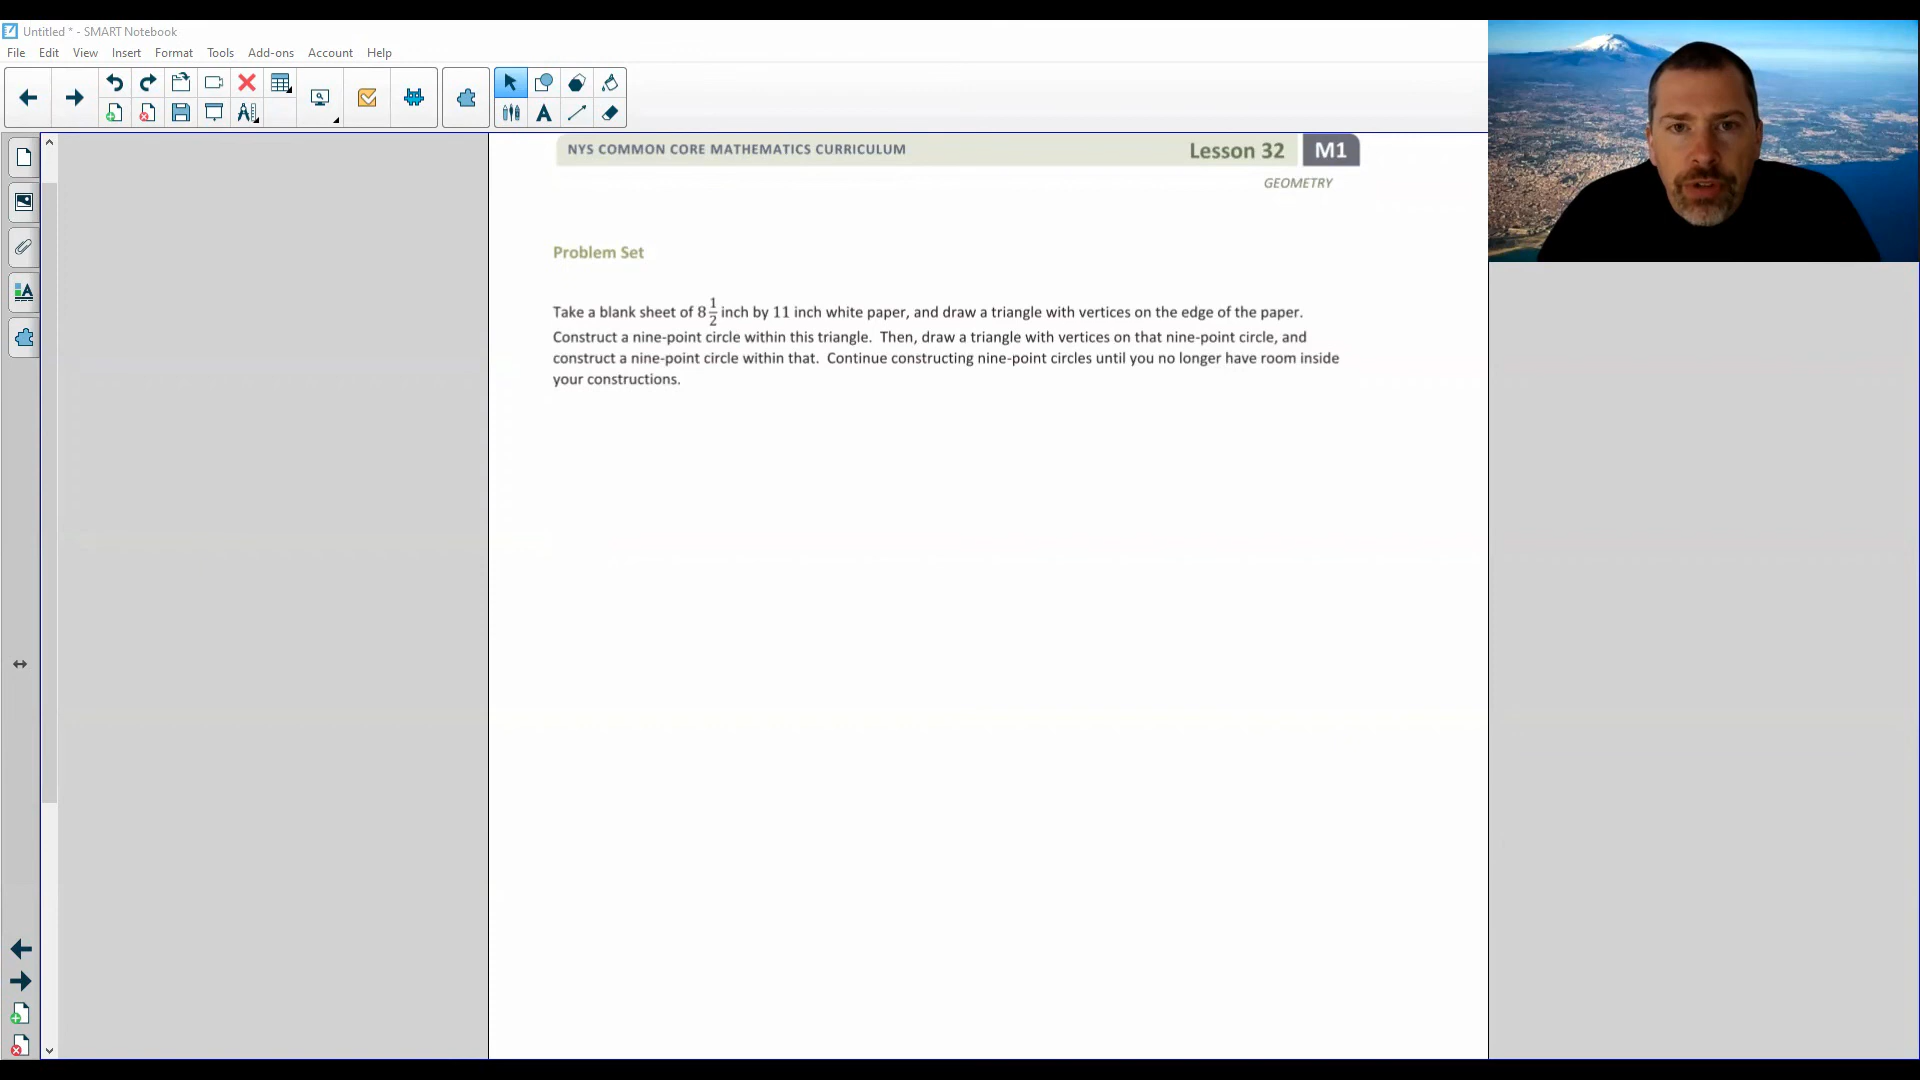 Untitled * - SMART Notebook
File Edit View Insert Format Tools Add-ons Account Help
NYS COMMON CORE MATHEMATICS CURRICULUM Lesson 32 M1
GEOMETRY
Problem Set
Take a blank sheet of 8 1/2 inch by 11 inch white paper, and draw a triangle with vertices on the edge of the paper.
Construct a nine-point circle within this triangle. Then, draw a triangle with vertices on that nine-point circle, and
construct a nine-point circle within that. Continue constructing nine-point circles until you no longer have room inside
your constructions.